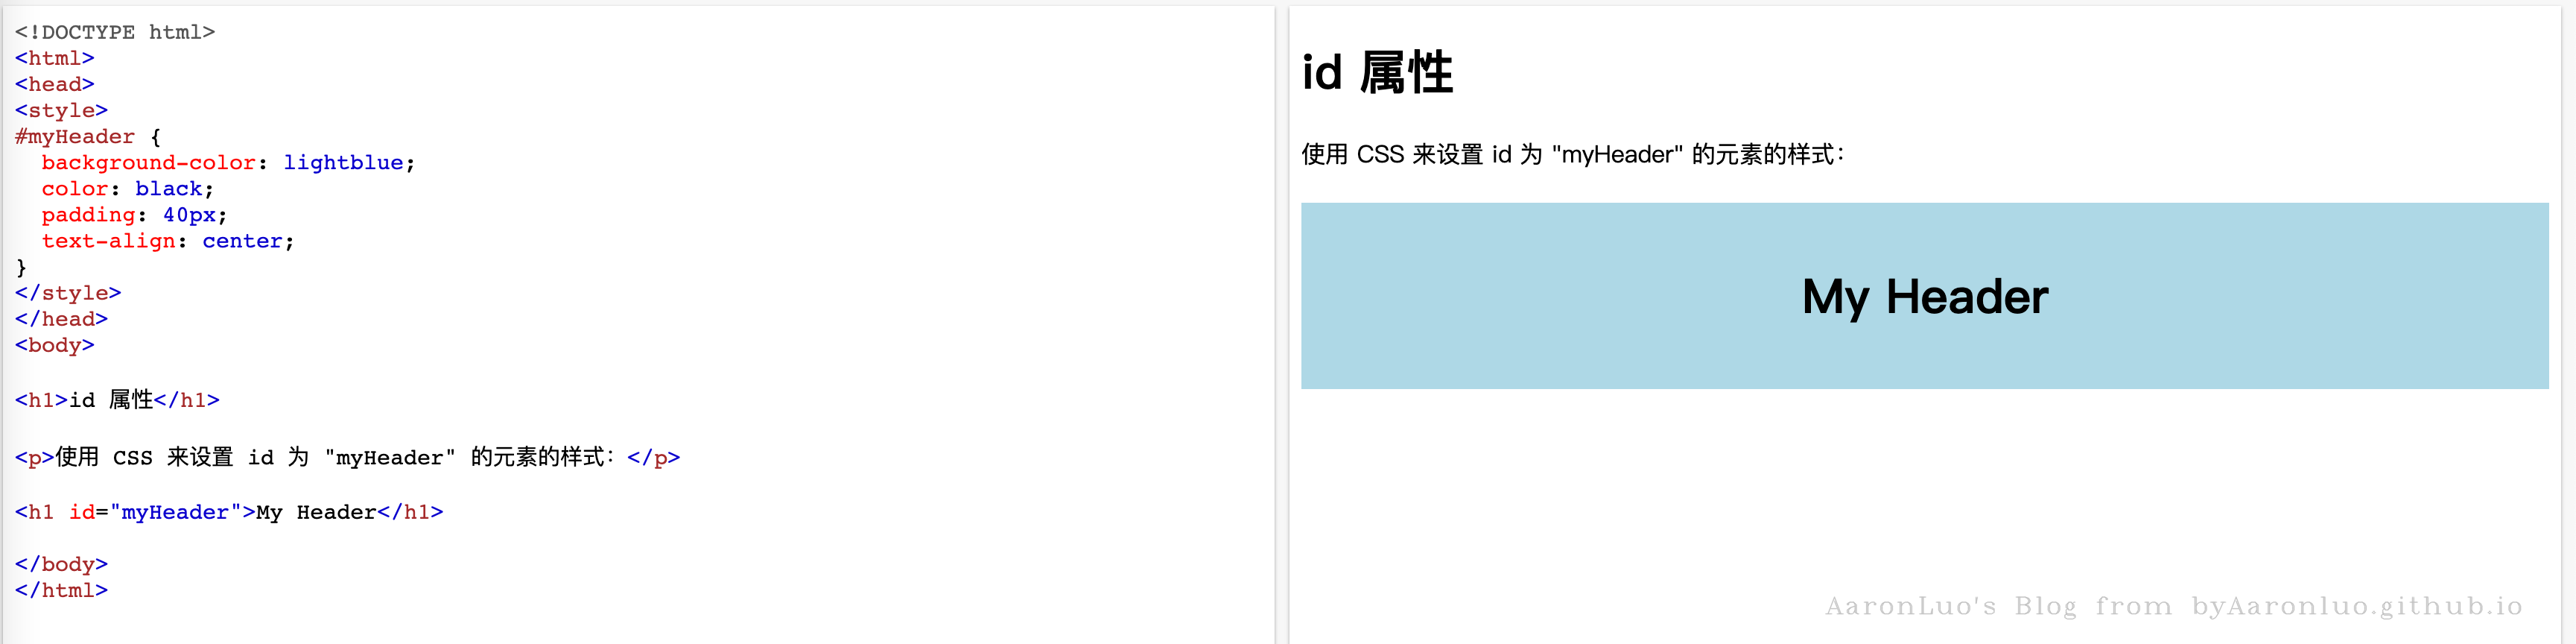 <!DOCTYPE html>
<html>
<head>
<style>
#myHeader {
  background-color: lightblue;
  color: black;
  padding: 40px;
  text-align: center;
}
</style>
</head>
<body>

<h1>id 属性</h1>

<p>使用 CSS 来设置 id 为 "myHeader" 的元素的样式：</p>

<h1 id="myHeader">My Header</h1>

</body>
</html>
id 属性
使用 CSS 来设置 id 为 "myHeader" 的元素的样式：
My Header
AaronLuo's Blog from byAaronluo.github.io